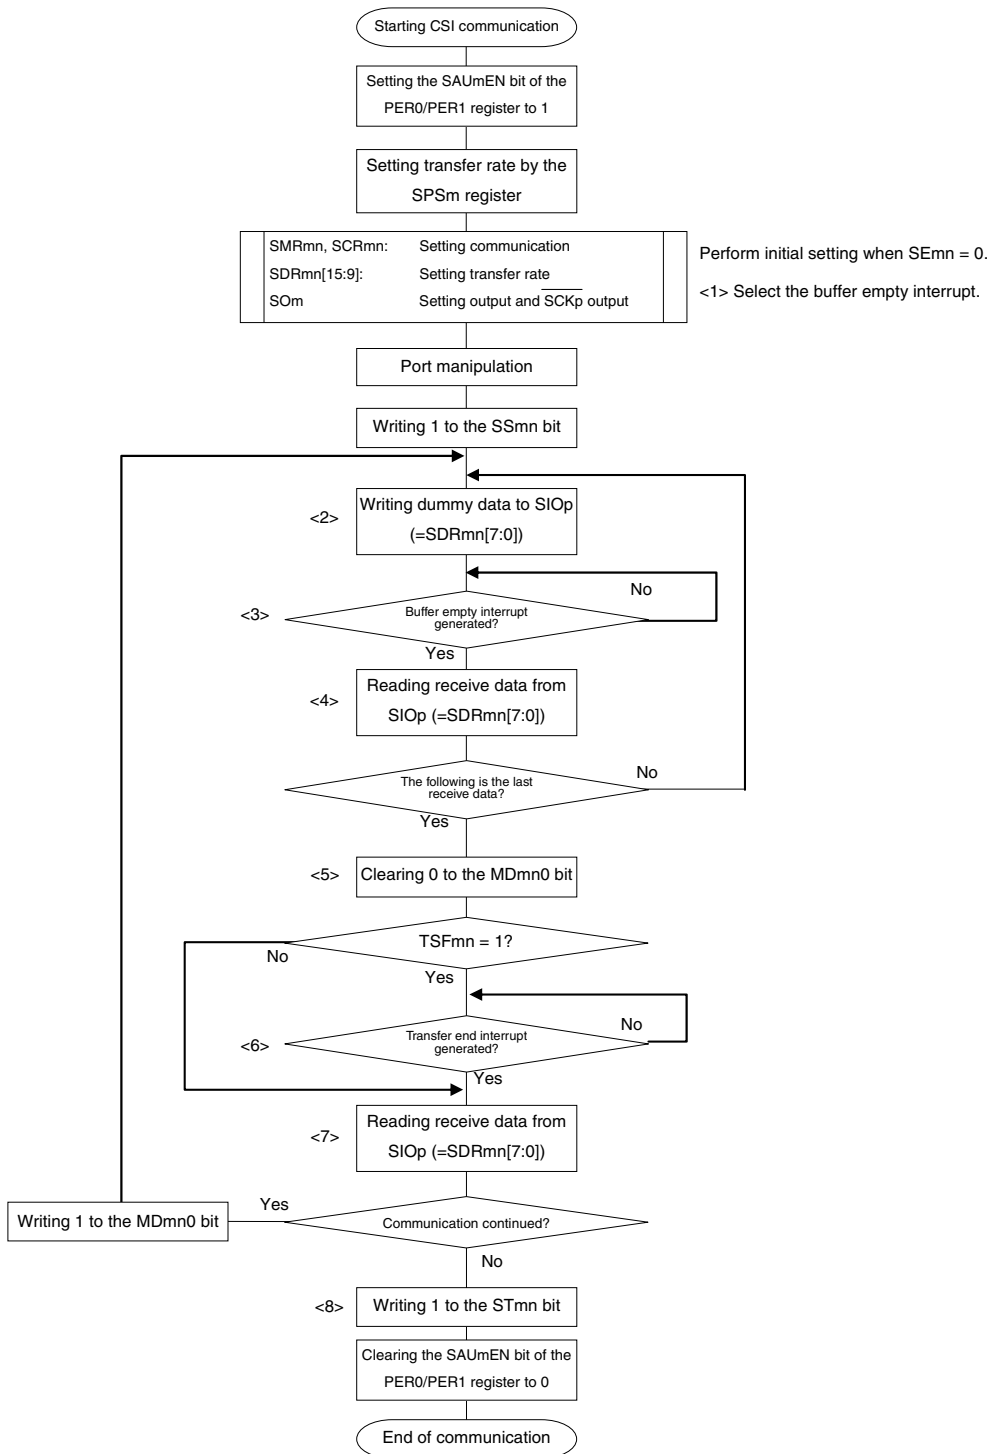 Starting CSI communication
Setting the SAUmEN bit of the
PER0/PER1 register to 1
Setting transfer rate by the
SPSm register
SMRmn, SCRmn: Setting communication
SDRmn[15:9]: Setting transfer rate
SOm Setting output and SCKp output
Perform initial setting when SEmn = 0.
<1> Select the buffer empty interrupt.
Port manipulation
Writing 1 to the SSmn bit
<2>
Writing dummy data to SIOp
(=SDRmn[7:0])
No
<3>
Buffer empty interrupt
generated?
Yes
<4>
Reading receive data from
SIOp (=SDRmn[7:0])
The following is the last
receive data?
No
Yes
<5>
Clearing 0 to the MDmn0 bit
TSFmn = 1?
No
Yes
No
<6>
Transfer end interrupt
generated?
Yes
<7>
Reading receive data from
SIOp (=SDRmn[7:0])
Yes
Writing 1 to the MDmn0 bit
Communication continued?
No
<8>
Writing 1 to the STmn bit
Clearing the SAUmEN bit of the
PER0/PER1 register to 0
End of communication